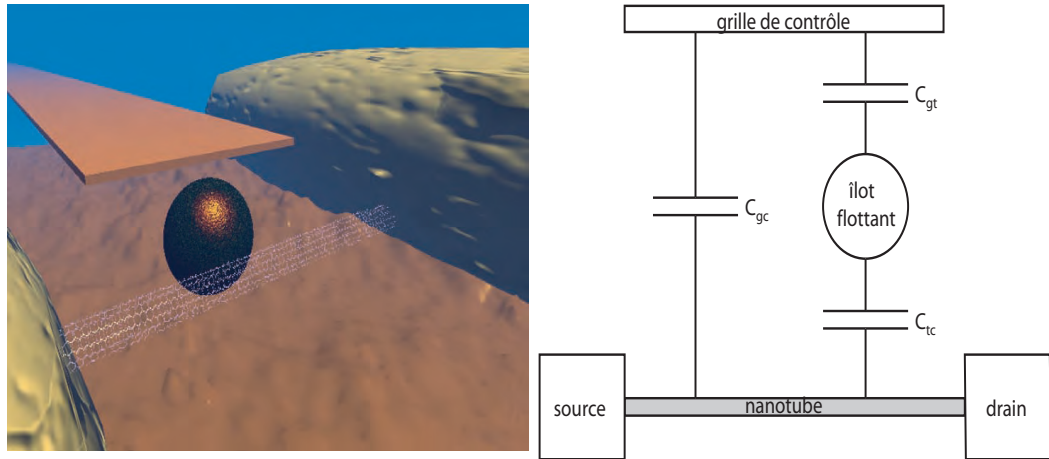 grille de contrôle
C_gt
îlot
flottant
C_gc
C_tc
source
nanotube
drain